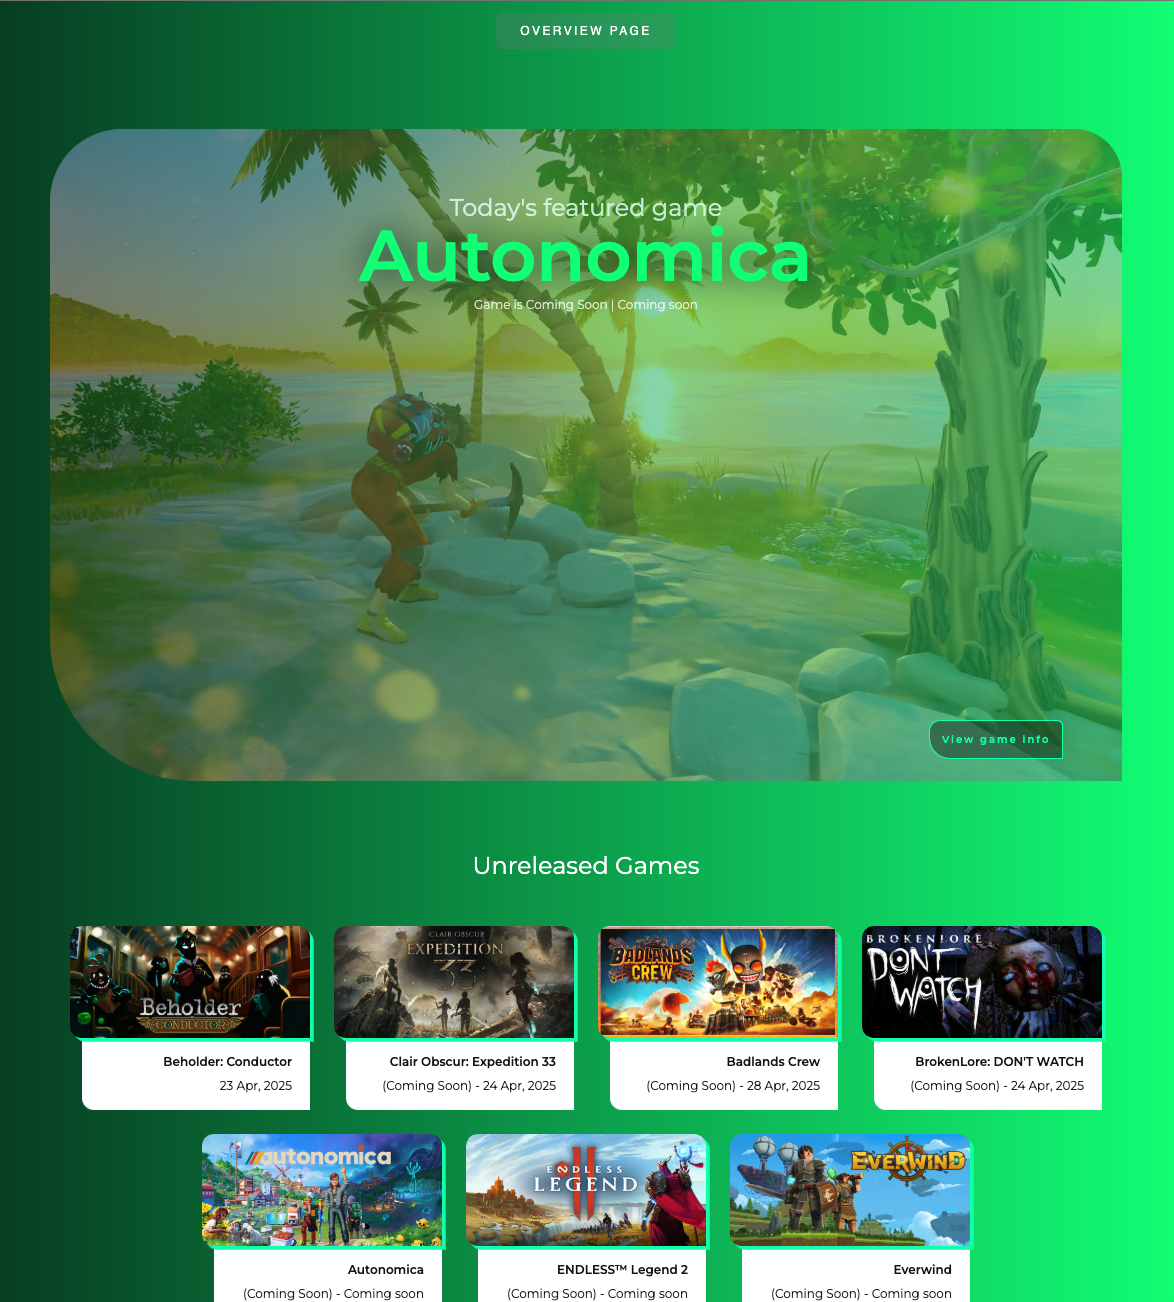 OVERVIEW PAGE
Today's featured game
Autonomica
Game is Coming Soon | Coming soon
View game info
Unreleased Games
Beholder
CONDUCTOR
CLAIR OBSCUR
EXPEDITION
33
BADLANDS
CREW
BROKENLORE
DON'T
WATCH
Beholder: Conductor
23 Apr, 2025
Clair Obscur: Expedition 33
(Coming Soon) - 24 Apr, 2025
Badlands Crew
(Coming Soon) - 28 Apr, 2025
BrokenLore: DON'T WATCH
(Coming Soon) - 24 Apr, 2025
autonomica
ENDLESS
LEGEND
II
EVERWIND
Autonomica
(Coming Soon) - Coming soon
ENDLESS™ Legend 2
(Coming Soon) - Coming soon
Everwind
(Coming Soon) - Coming soon